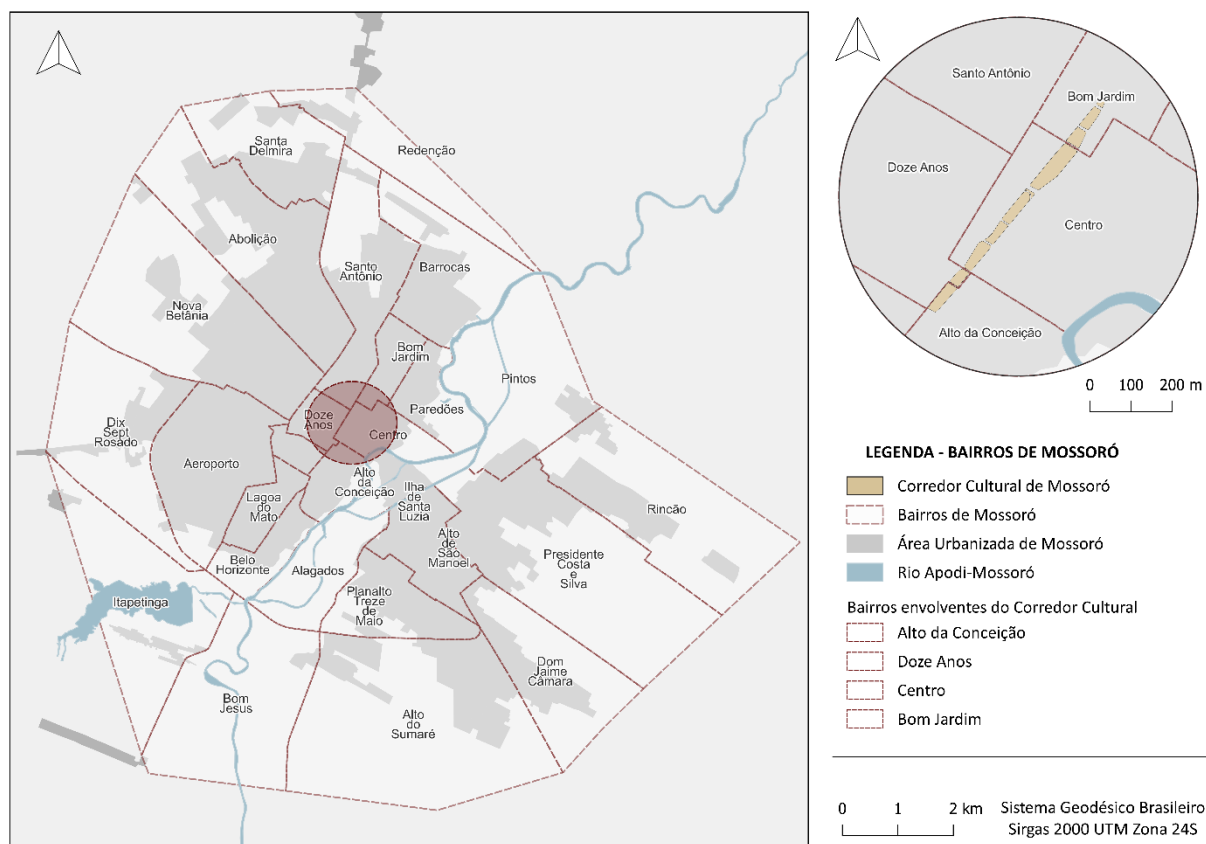 Santa
Delmira
Redenção
Abolição
Santo
Antônio
Barrocas
Nova
Betânia
Bom
Jardim
Pintos
Dix
Sept
Rosado
Doze
Anos
Paredões
Centro
Aeroporto
Alto
da
Conceição
Ilha
de
Santa
Luzia
Lagoa
do
Mato
Rincão
Alto
de
São
Manoel
Presidente
Costa
e
Silva
Belo
Horizonte
Alagados
Planalto
Treze
de
Maio
Itapetinga
Dom
Jaime
Câmara
Bom
Jesus
Alto
do
Sumaré
Santo Antônio
Bom Jardim
Doze Anos
Centro
Alto da Conceição
0 100 200 m
LEGENDA - BAIRROS DE MOSSORÓ
Corredor Cultural de Mossoró
Bairros de Mossoró
Área Urbanizada de Mossoró
Rio Apodi-Mossoró
Bairros envolventes do Corredor Cultural
Alto da Conceição
Doze Anos
Centro
Bom Jardim
0 1 2 km
Sistema Geodésico Brasileiro
Sirgas 2000 UTM Zona 24S